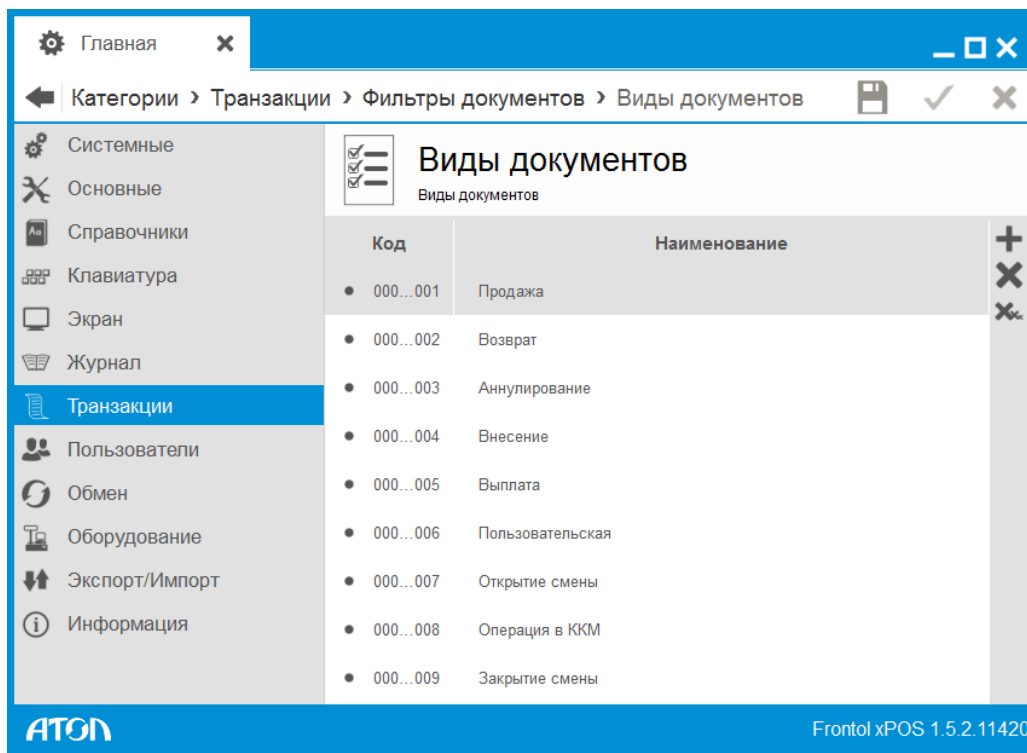 Главная
Категории › Транзакции › Фильтры документов › Виды документов
Системные
Основные
Справочники
Клавиатура
Экран
Журнал
Транзакции
Пользователи
Обмен
Оборудование
Экспорт/Импорт
Информация
Виды документов
Виды документов
Код Наименование
000...001 Продажа
000...002 Возврат
000...003 Аннулирование
000...004 Внесение
000...005 Выплата
000...006 Пользовательская
000...007 Открытие смены
000...008 Операция в ККМ
000...009 Закрытие смены
АТОЛ
Frontol xPOS 1.5.2.11420